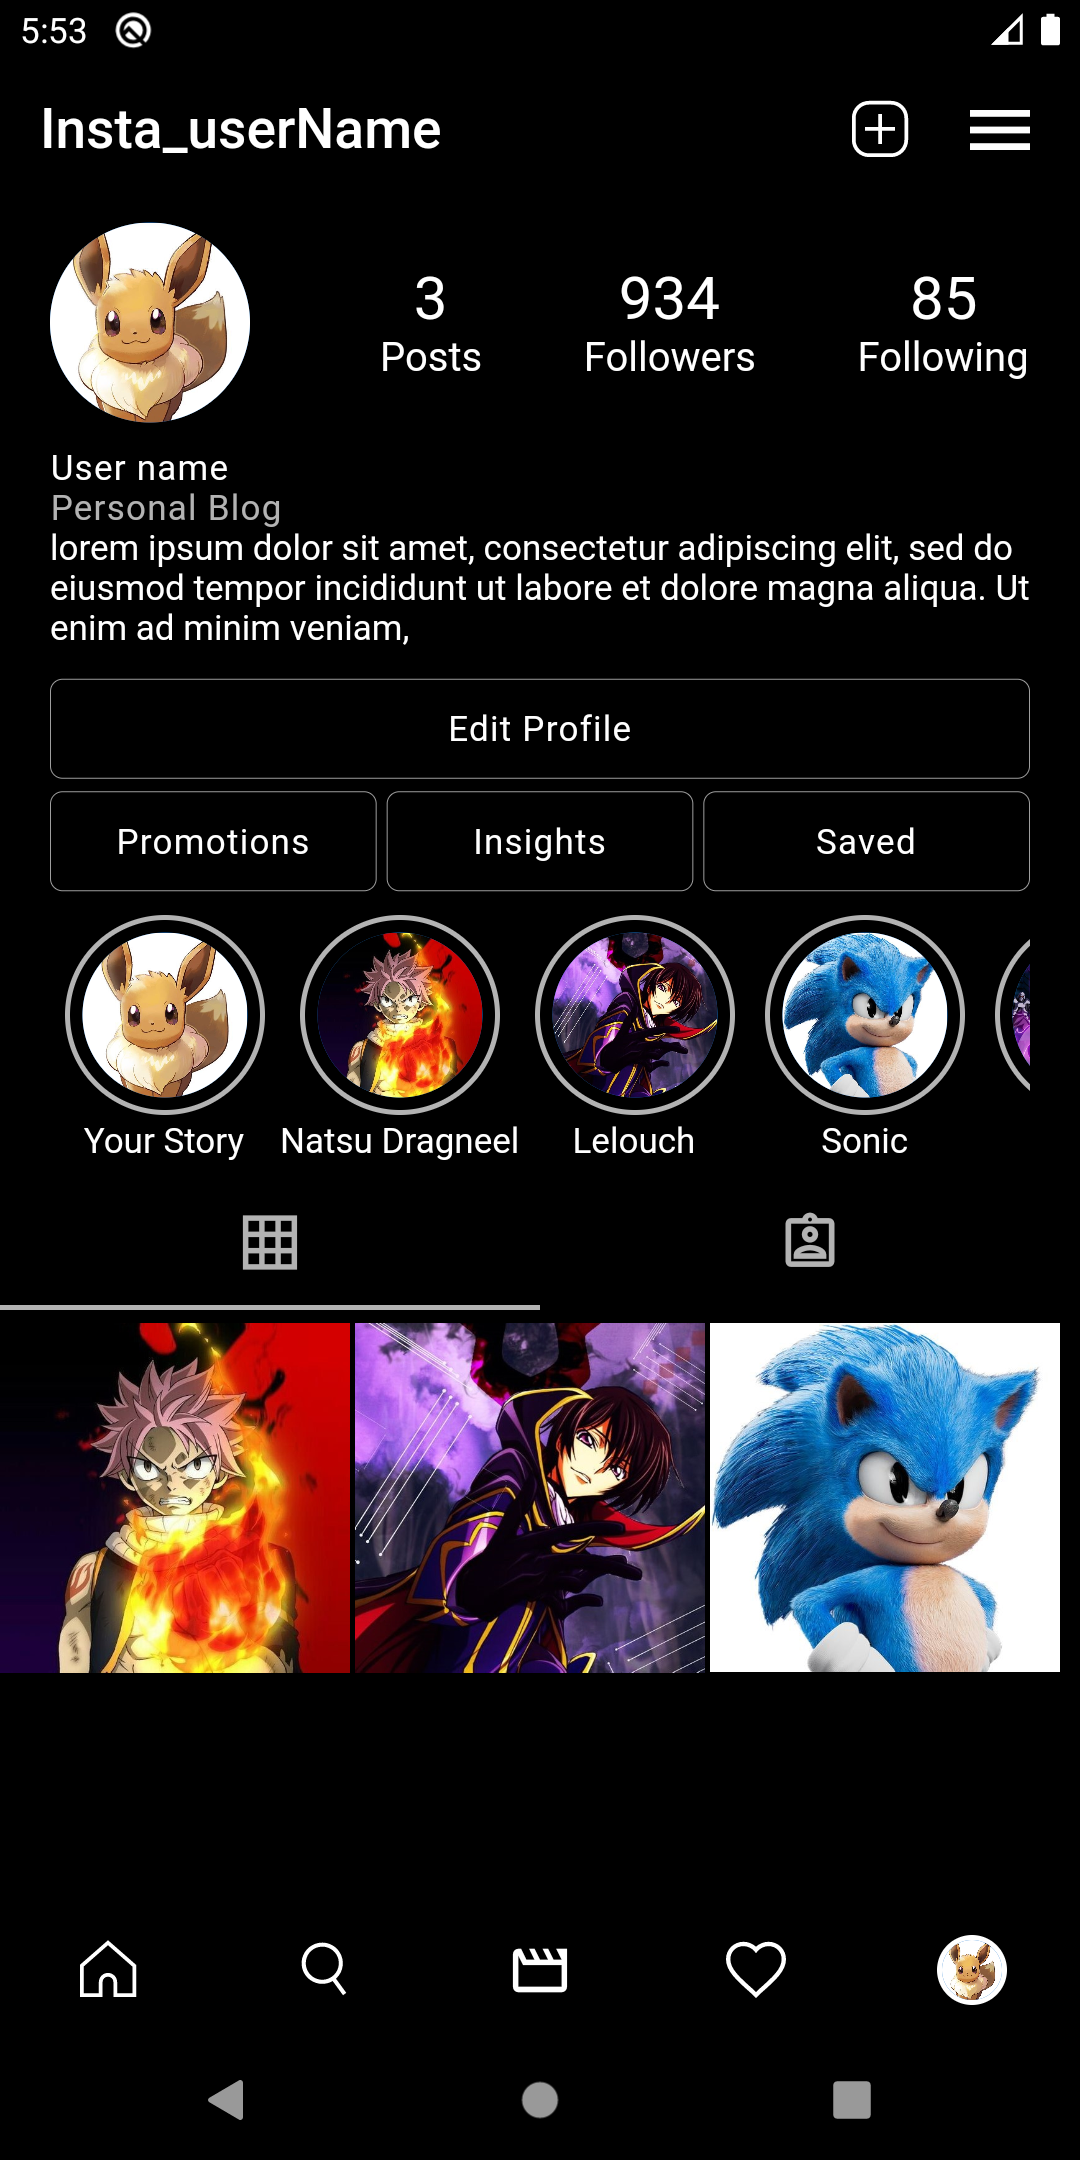 5:53
Insta_userName
3 934 85
Posts Followers Following
User name
Personal Blog
lorem ipsum dolor sit amet, consectetur adipiscing elit, sed do
eiusmod tempor incididunt ut labore et dolore magna aliqua. Ut
enim ad minim veniam,
Edit Profile
Promotions Insights Saved
Your Story Natsu Dragneel Lelouch Sonic